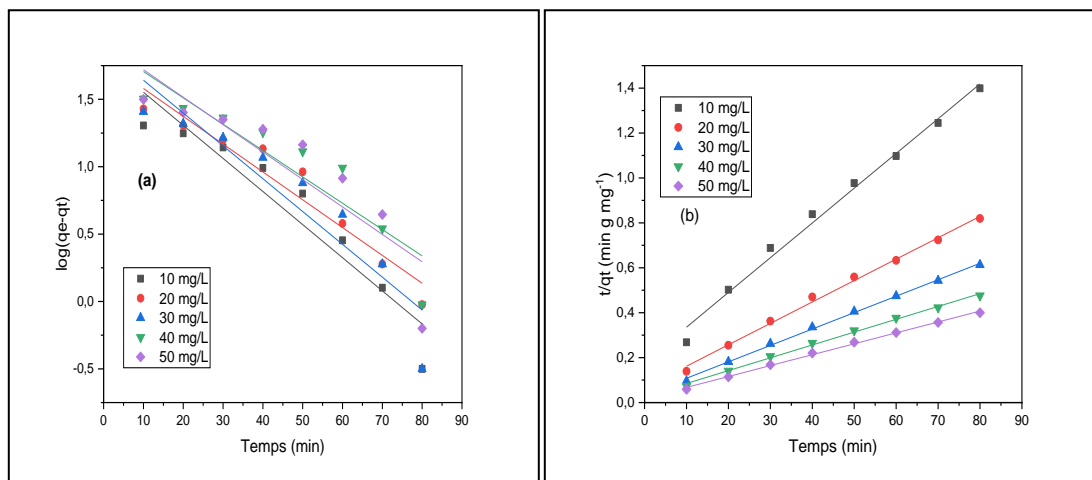 1,5
1,0
0,5
0,0
-0,5
log(qe-qt)
(a)
10 mg/L
20 mg/L
30 mg/L
40 mg/L
50 mg/L
0 10 20 30 40 50 60 70 80 90
Temps (min)
1,4
1,2
1,0
0,8
0,6
0,4
0,2
0,0
t/qt (min g mg⁻¹)
10 mg/L
20 mg/L
30 mg/L
40 mg/L
50 mg/L
(b)
0 10 20 30 40 50 60 70 80 90
Temps (min)